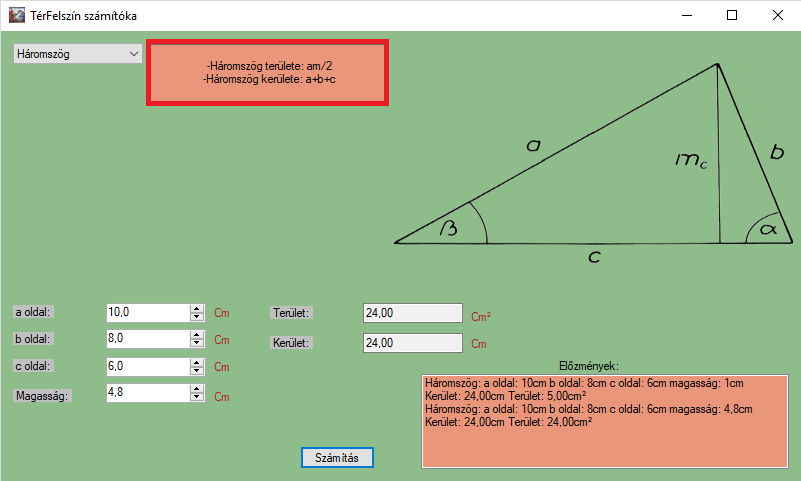 TérFelszín számítóka
Háromszög
-Háromszög területe: am/2
-Háromszög kerülete: a+b+c
a
b
mc
β
α
c
a oldal: 10,0 Cm
Terület: 24,00 Cm²
b oldal: 8,0 Cm
Kerület: 24,00 Cm
c oldal: 6,0 Cm
Magasság: 4,8 Cm
Előzmények:
Háromszög: a oldal: 10cm b oldal: 8cm c oldal: 6cm magasság: 1cm
Kerület: 24,00cm Terület: 5,00cm²
Háromszög: a oldal: 10cm b oldal: 8cm c oldal: 6cm magasság: 4,8cm
Kerület: 24,00cm Terület: 24,00cm²
Számítás